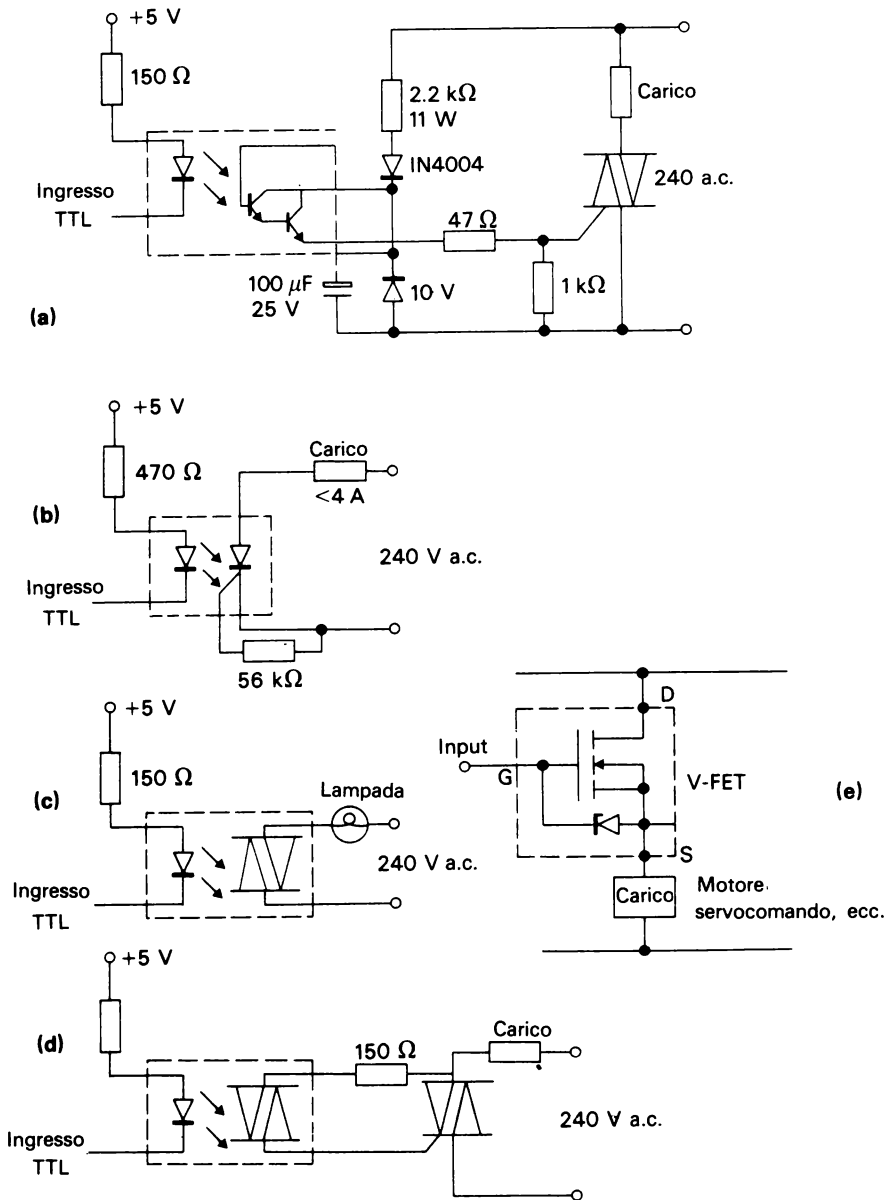 +5 V
150 Ω
2.2 kΩ
11 W
Carico
IN4004
240 a.c.
Ingresso
TTL
47 Ω
100 μF
25 V
10 V
1 kΩ
(a)
+5 V
470 Ω
Carico
<4 A
(b)
240 V a.c.
Ingresso
TTL
56 kΩ
+5 V
150 Ω
(c)
Lampada
240 V a.c.
Ingresso
TTL
D
Input
G
V-FET
(e)
S
Carico
Motore
servocomando, ecc.
+5 V
(d)
150 Ω
Carico
240 V a.c.
Ingresso
TTL